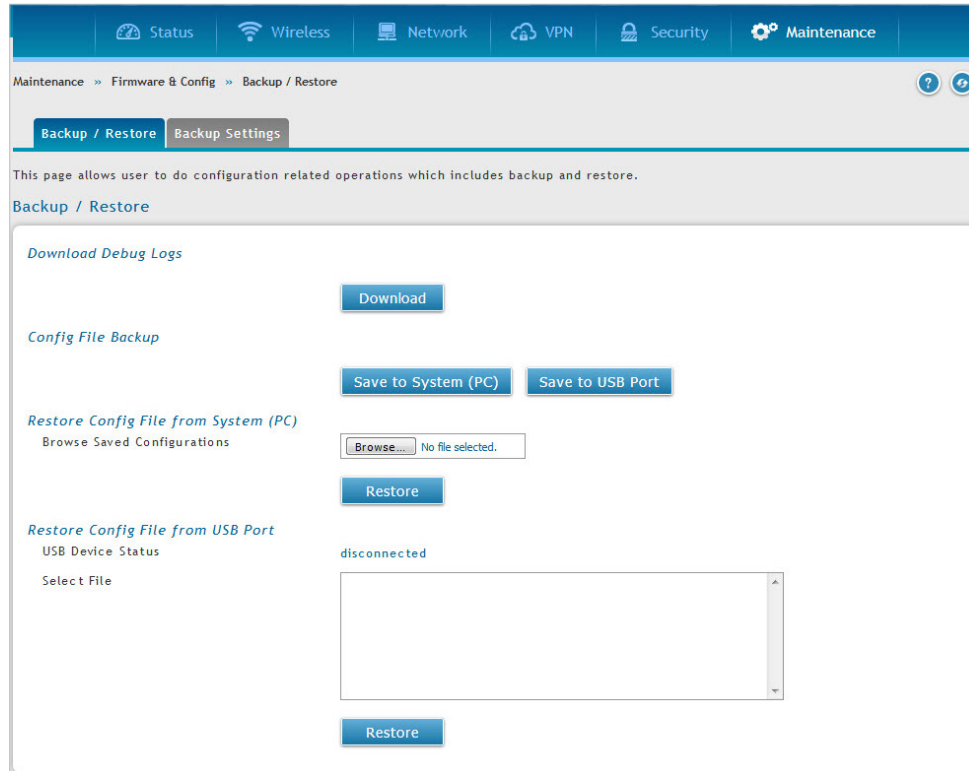 Status Wireless Network VPN Security Maintenance
Maintenance » Firmware & Config » Backup / Restore ?
Backup / Restore Backup Settings
This page allows user to do configuration related operations which includes backup and restore.
Backup / Restore
Download Debug Logs
Download
Config File Backup
Save to System (PC) Save to USB Port
Restore Config File from System (PC)
Browse Saved Configurations Browse... No file selected.
Restore
Restore Config File from USB Port
USB Device Status disconnected
Select File
Restore